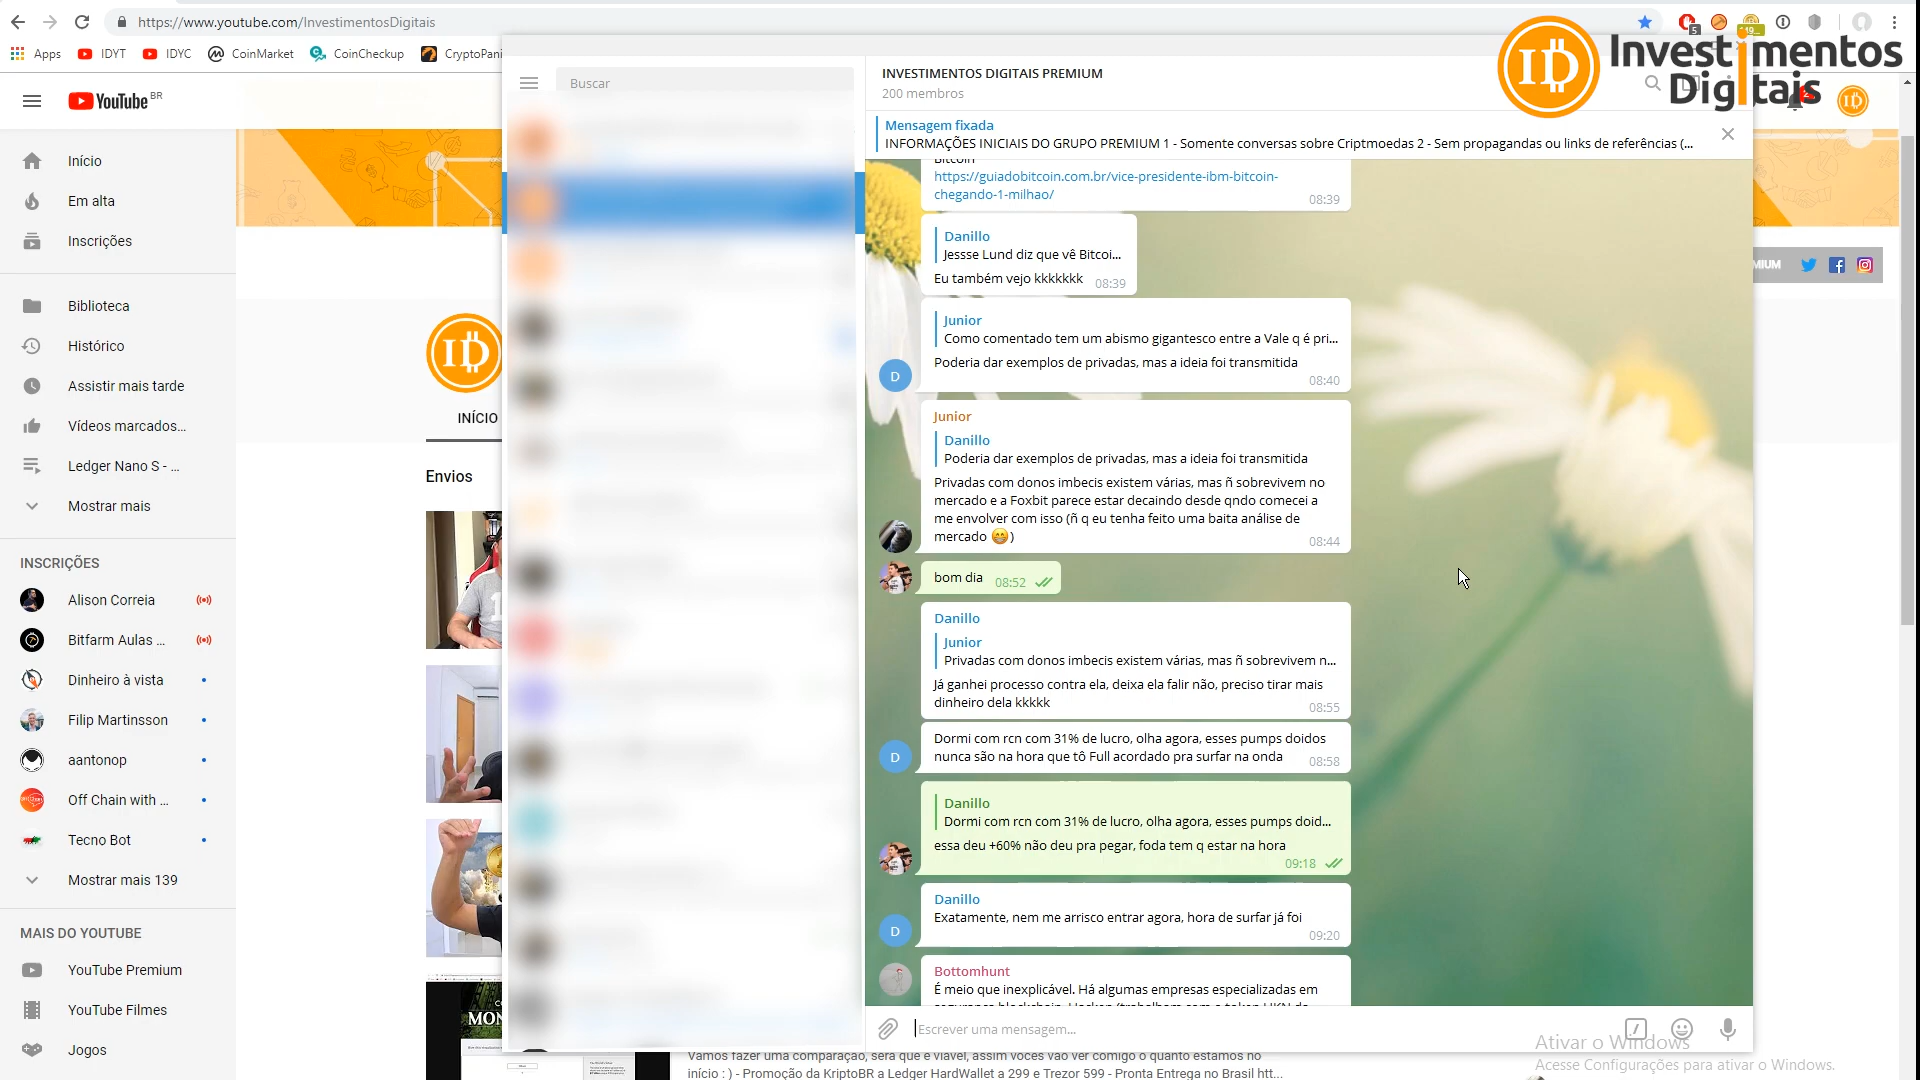 https://www.youtube.com/InvestimentosDigitais
Apps
IDYT
IDYC
CoinMarket
CoinCheckup
CryptoPani
5
Investimentos
Digitais
YouTube BR
Início
Em alta
Inscrições
Biblioteca
Histórico
Assistir mais tarde
Vídeos marcados...
Ledger Nano S - ...
Mostrar mais
INSCRIÇÕES
Alison Correia
Bitfarm Aulas ...
Dinheiro à vista
Filip Martinsson
aantonop
Off Chain with ...
Tecno Bot
Mostrar mais 139
MAIS DO YOUTUBE
YouTube Premium
YouTube Filmes
Jogos
INÍCIO
Envios
MON
Buscar
INVESTIMENTOS DIGITAIS PREMIUM
200 membros
Mensagem fixada
INFORMAÇÕES INICIAIS DO GRUPO PREMIUM 1 - Somente conversas sobre Criptmoedas 2 - Sem propagandas ou links de referências (...
Bitcoin
https://guiadobitcoin.com.br/vice-presidente-ibm-bitcoin-
chegando-1-milhao/
08:39
Danillo
Jessse Lund diz que vê Bitcoi...
Eu também vejo kkkkkkk 08:39
Junior
Como comentado tem um abismo gigantesco entre a Vale q é pri...
Poderia dar exemplos de privadas, mas a ideia foi transmitida
08:40
D
Junior
Danillo
Poderia dar exemplos de privadas, mas a ideia foi transmitida
Privadas com donos imbecis existem várias, mas ñ sobrevivem no
mercado e a Foxbit parece estar decaindo desde qndo comecei a
me envolver com isso (ñ q eu tenha feito uma baita análise de
mercado 😁)
08:44
bom dia 08:52
Danillo
Junior
Privadas com donos imbecis existem várias, mas ñ sobrevivem n...
Já ganhei processo contra ela, deixa ela falir não, preciso tirar mais
dinheiro dela kkkkk
08:55
Dormi com rcn com 31% de lucro, olha agora, esses pumps doidos
nunca são na hora que tô Full acordado pra surfar na onda 08:58
D
Danillo
Dormi com rcn com 31% de lucro, olha agora, esses pumps doid...
essa deu +60% não deu pra pegar, foda tem q estar na hora
09:18
Danillo
Exatamente, nem me arrisco entrar agora, hora de surfar já foi
09:20
D
Bottomhunt
É meio que inexplicável. Há algumas empresas especializadas em
Escrever uma mensagem...
MIUM
Ativar o Windows
Acesse Configurações para ativar o Windows.
Vamos fazer uma comparação, será que é viável, assim vocês vão ver comigo o quanto estamos no
início : ) - Promoção da KriptoBR a Ledger HardWallet a 299 e Trezor 599 - Pronta Entrega no Brasil htt...